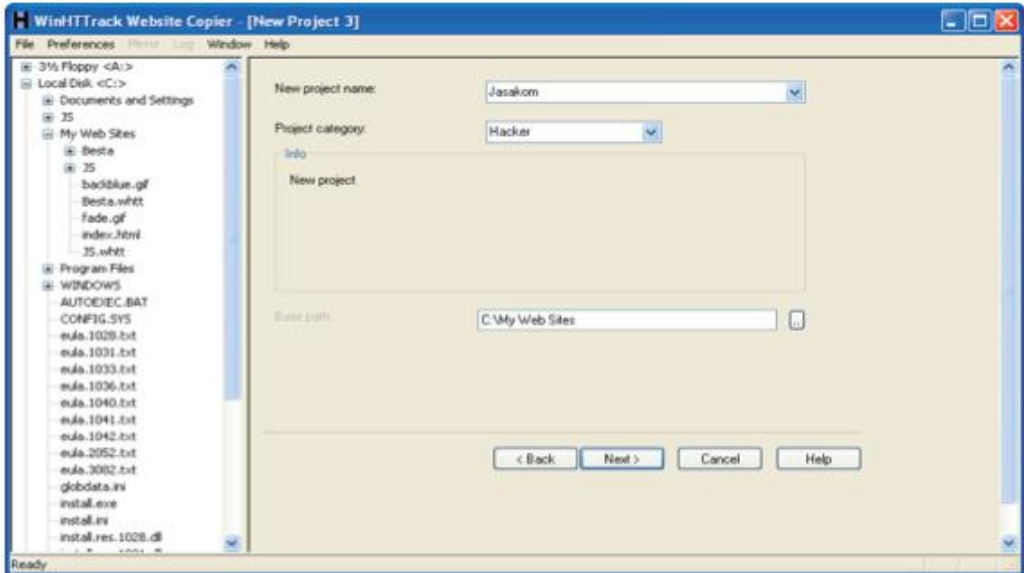 WinHTTrack Website Copier - [New Project 3]
File Preferences Mirror Log Window Help
3½ Floppy <A:>
Local Disk <C:>
Documents and Settings
JS
My Web Sites
Besta
JS
backblue.gif
Besta.whtt
fade.gif
index.html
JS.whtt
Program Files
WINDOWS
AUTOEXEC.BAT
CONFIG.SYS
eula.1028.txt
eula.1031.txt
eula.1033.txt
eula.1036.txt
eula.1040.txt
eula.1041.txt
eula.1042.txt
eula.2052.txt
eula.3082.txt
globdata.ini
install.exe
install.ini
install.res.1028.dll
New project name: Jasakom
Project category: Hacker
Info
New project
Base path: C:\My Web Sites ..
< Back Next > Cancel Help
Ready